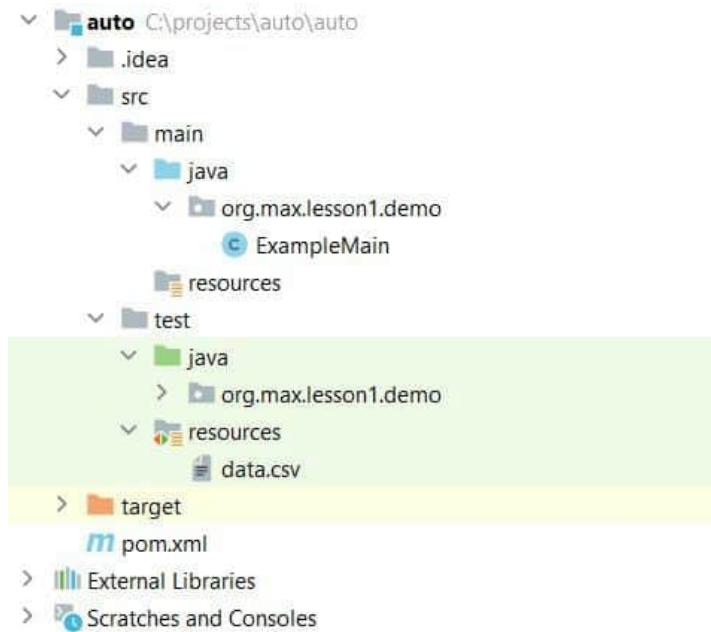 auto C:\projects\auto\auto
.idea
src
main
java
org.max.lesson1.demo
C ExampleMain
resources
test
java
org.max.lesson1.demo
resources
data.csv
target
m pom.xml
External Libraries
Scratches and Consoles